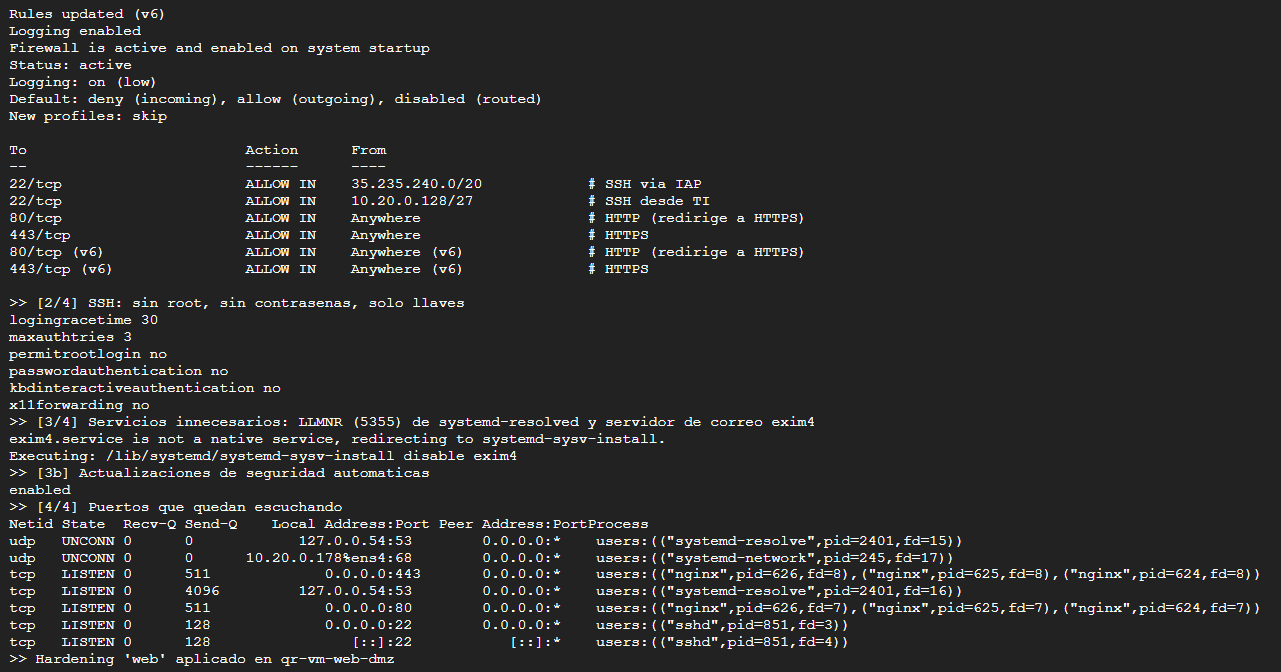 Rules updated (v6)
Logging enabled
Firewall is active and enabled on system startup
Status: active
Logging: on (low)
Default: deny (incoming), allow (outgoing), disabled (routed)
New profiles: skip

To                         Action      From
--                         ------      ----
22/tcp                     ALLOW IN    35.235.240.0/20            # SSH via IAP
22/tcp                     ALLOW IN    10.20.0.128/27             # SSH desde TI
80/tcp                     ALLOW IN    Anywhere                   # HTTP (redirige a HTTPS)
443/tcp                    ALLOW IN    Anywhere                   # HTTPS
80/tcp (v6)                ALLOW IN    Anywhere (v6)              # HTTP (redirige a HTTPS)
443/tcp (v6)               ALLOW IN    Anywhere (v6)              # HTTPS

>> [2/4] SSH: sin root, sin contrasenas, solo llaves
logingracetime 30
maxauthtries 3
permitrootlogin no
passwordauthentication no
kbdinteractiveauthentication no
x11forwarding no
>> [3/4] Servicios innecesarios: LLMNR (5355) de systemd-resolved y servidor de correo exim4
exim4.service is not a native service, redirecting to systemd-sysv-install.
Executing: /lib/systemd/systemd-sysv-install disable exim4
>> [3b] Actualizaciones de seguridad automaticas
enabled
>> [4/4] Puertos que quedan escuchando
Netid State  Recv-Q Send-Q    Local Address:Port Peer Address:PortProcess
udp   UNCONN 0      0            127.0.0.54:53        0.0.0.0:*    users:(("systemd-resolve",pid=2401,fd=15))
udp   UNCONN 0      0      10.20.0.178%ens4:68        0.0.0.0:*    users:(("systemd-network",pid=245,fd=17))
tcp   LISTEN 0      511             0.0.0.0:443       0.0.0.0:*    users:(("nginx",pid=626,fd=8),("nginx",pid=625,fd=8),("nginx",pid=624,fd=8))
tcp   LISTEN 0      4096         127.0.0.54:53        0.0.0.0:*    users:(("systemd-resolve",pid=2401,fd=16))
tcp   LISTEN 0      511             0.0.0.0:80        0.0.0.0:*    users:(("nginx",pid=626,fd=7),("nginx",pid=625,fd=7),("nginx",pid=624,fd=7))
tcp   LISTEN 0      128             0.0.0.0:22        0.0.0.0:*    users:(("sshd",pid=851,fd=3))
tcp   LISTEN 0      128                [::]:22           [::]:*    users:(("sshd",pid=851,fd=4))
>> Hardening 'web' aplicado en qr-vm-web-dmz